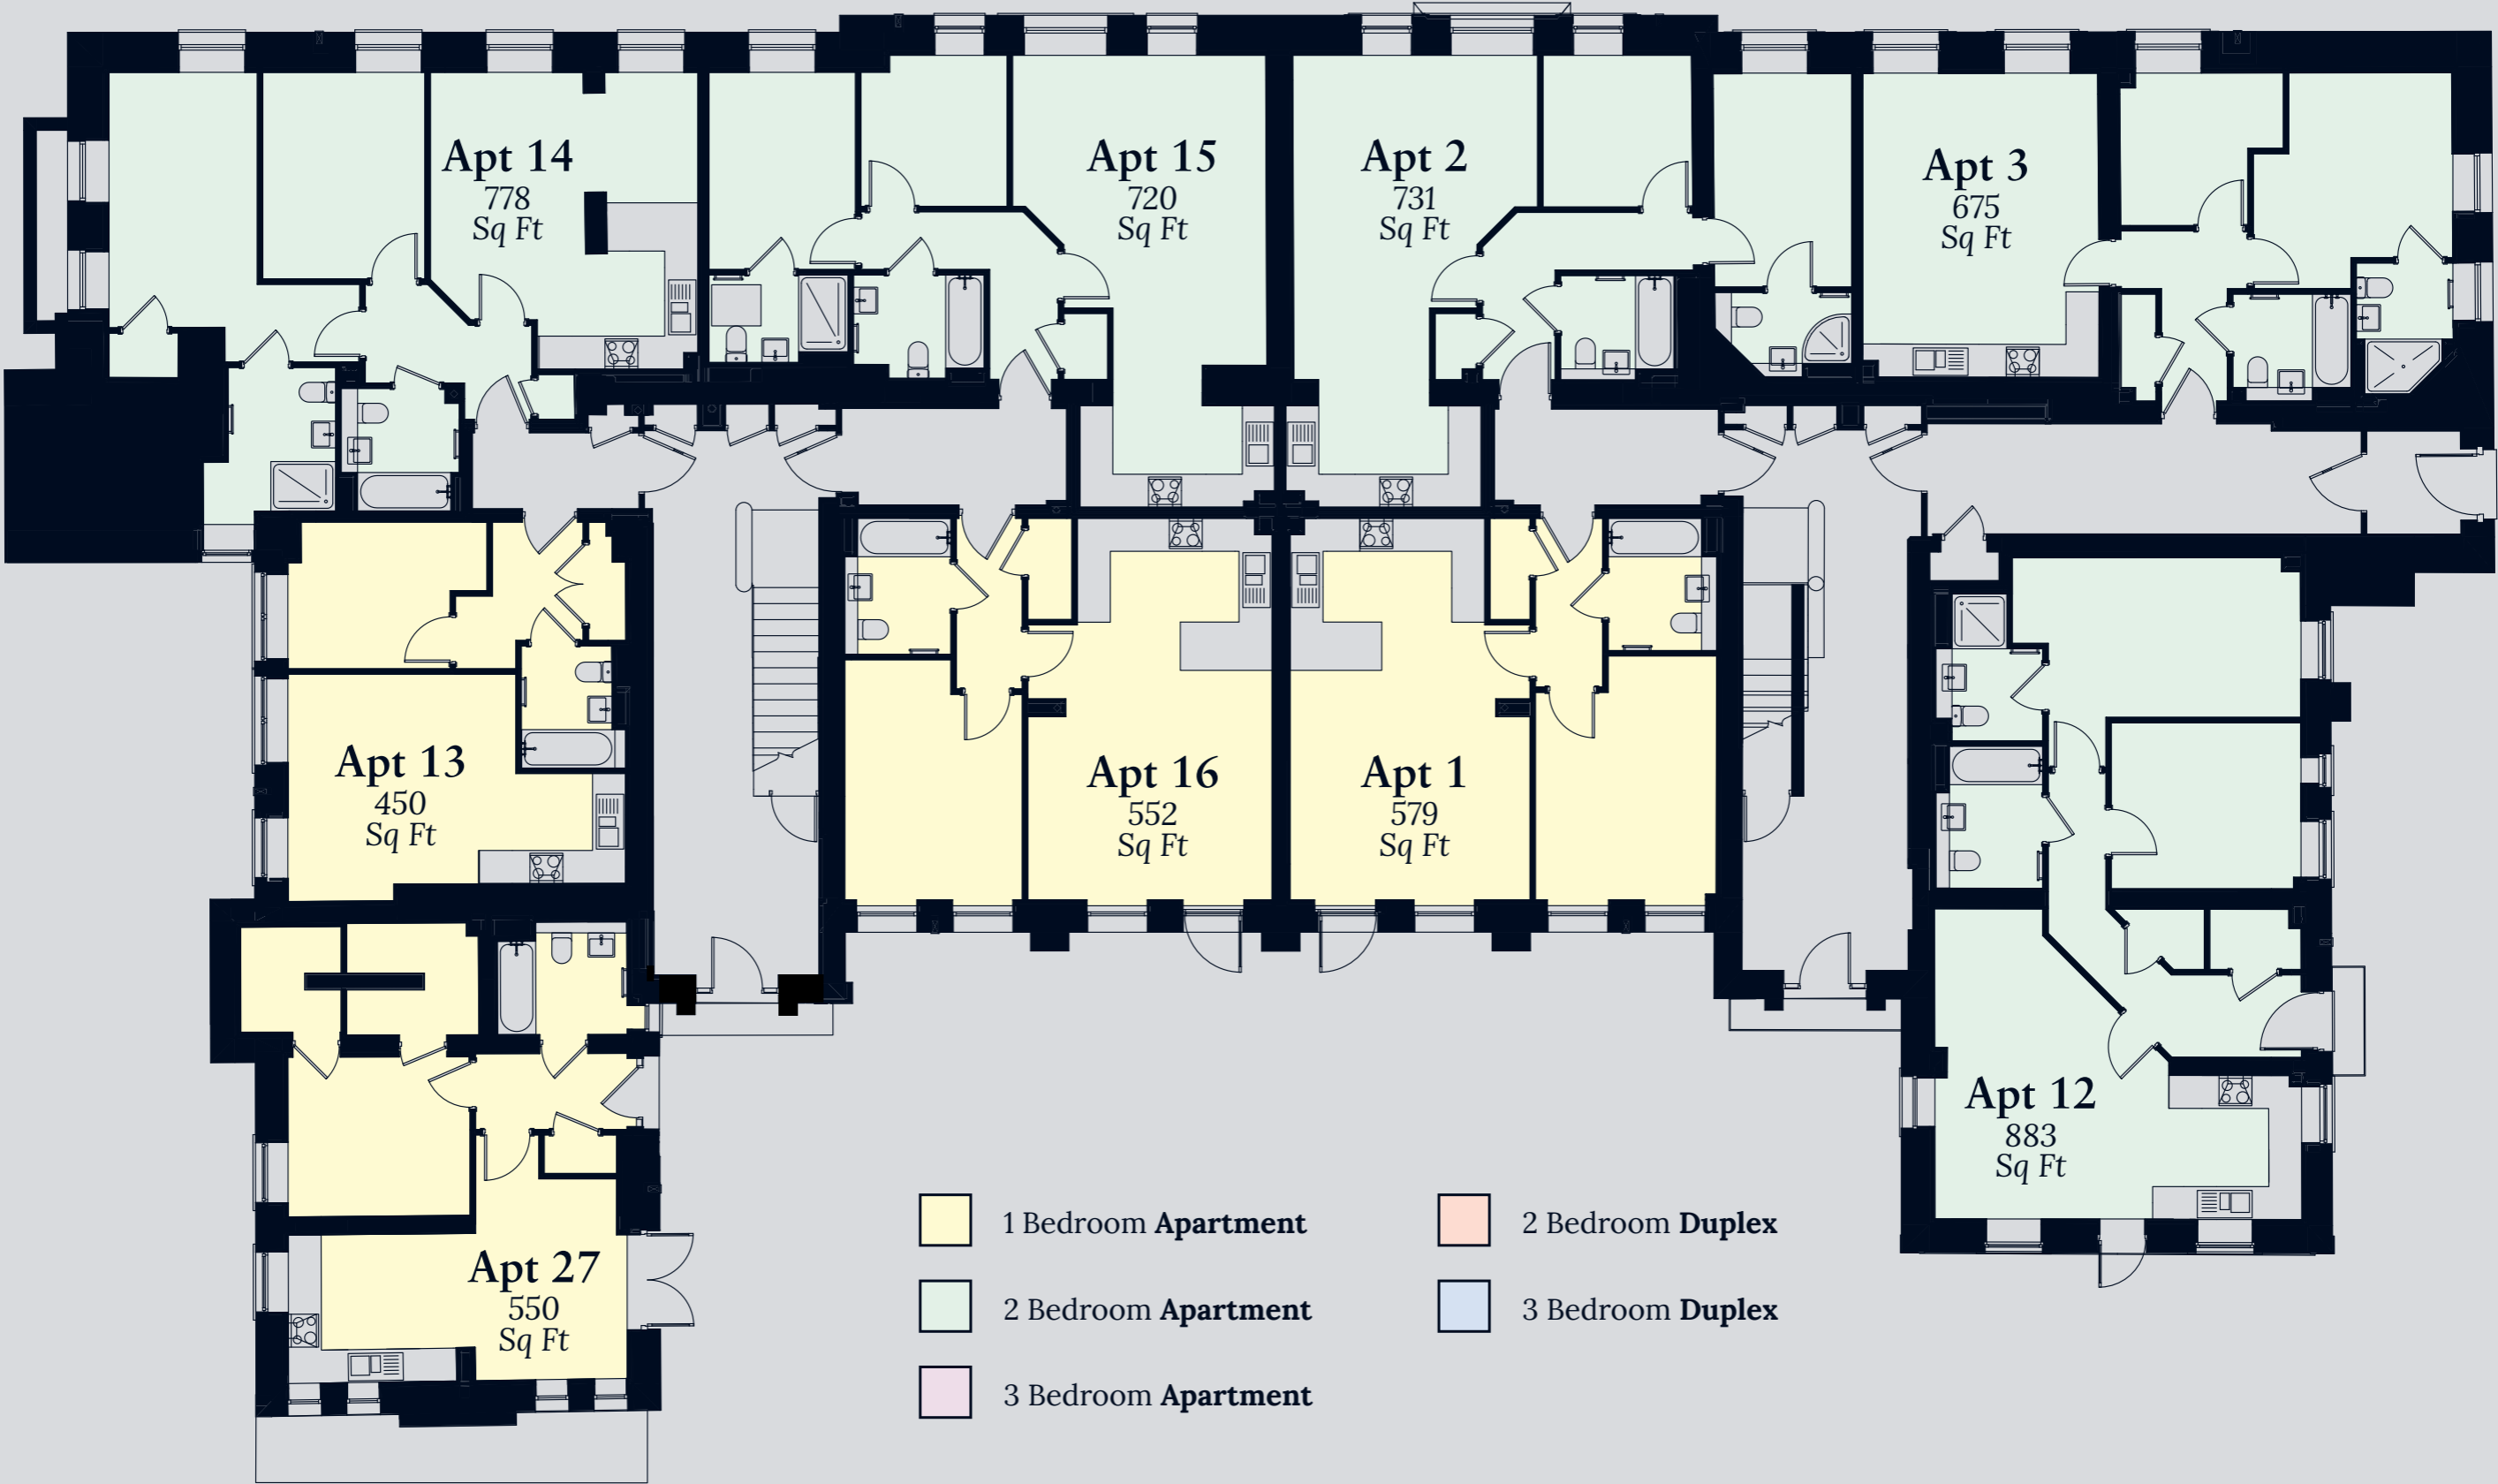 Apt 14
778
Sq Ft
Apt 15
720
Sq Ft
Apt 2
731
Sq Ft
Apt 3
675
Sq Ft
Apt 13
450
Sq Ft
Apt 16
552
Sq Ft
Apt 1
579
Sq Ft
Apt 12
883
Sq Ft
Apt 27
550
Sq Ft
1 Bedroom Apartment
2 Bedroom Apartment
3 Bedroom Apartment
2 Bedroom Duplex
3 Bedroom Duplex